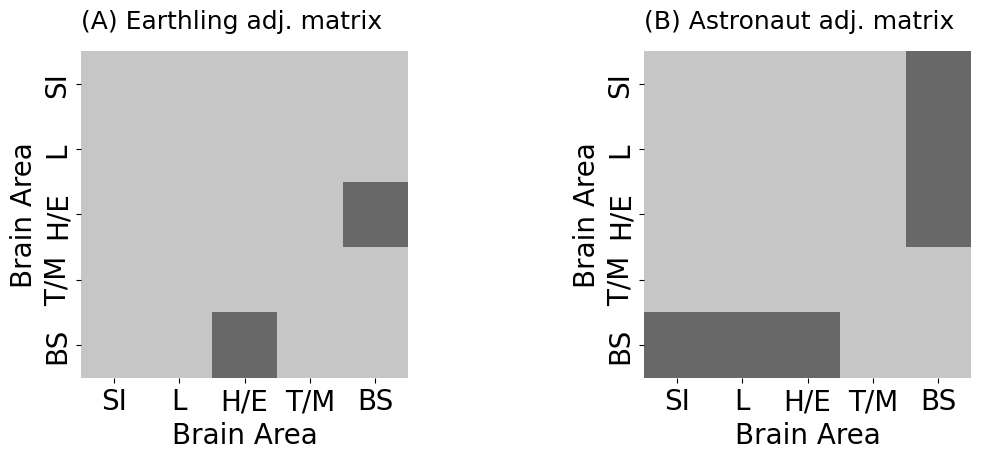 (A) Earthling adj. matrix
Brain Area
SI
L
H/E
T/M
BS
SI L H/E T/M BS
Brain Area
(B) Astronaut adj. matrix
Brain Area
SI
L
H/E
T/M
BS
SI L H/E T/M BS
Brain Area